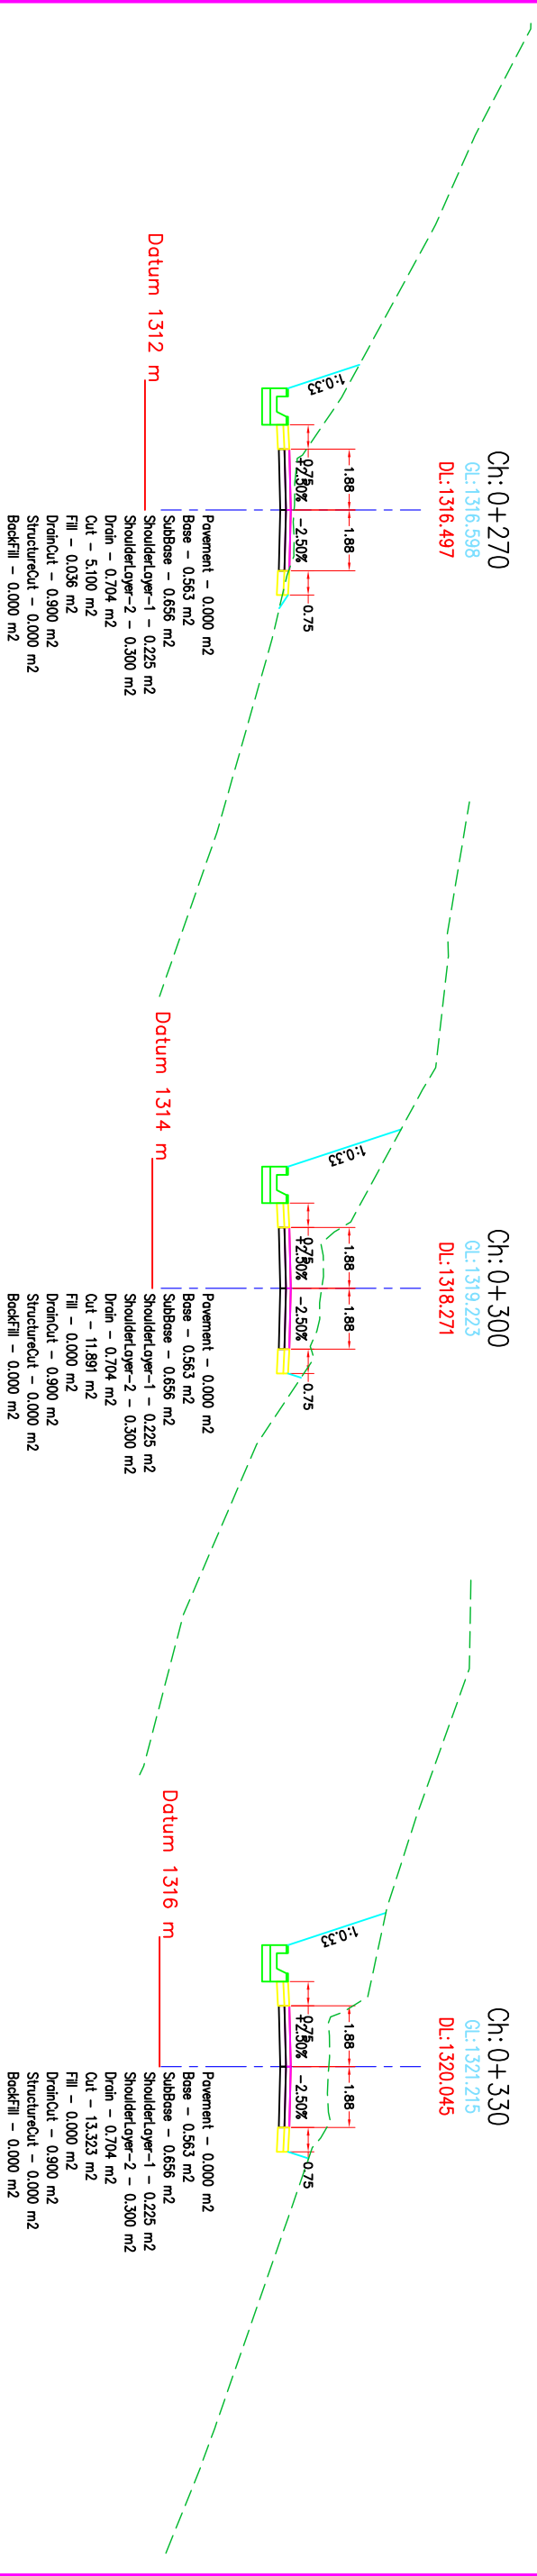 Ch: 0+270
GL:1316.598
DL:1316.497
1.88
1.88
0.75
0.75
+2.50%
-2.50%
1:0.33
Datum 1312 m
Pavement - 0.000 m2
Base - 0.563 m2
SubBase - 0.656 m2
ShoulderLayer-1 - 0.225 m2
ShoulderLayer-2 - 0.300 m2
Drain - 0.704 m2
Cut - 5.100 m2
Fill - 0.036 m2
DrainCut - 0.900 m2
StructureCut - 0.000 m2
BackFill - 0.000 m2
Ch: 0+300
GL:1319.223
DL:1318.271
1.88
1.88
0.75
0.75
+2.50%
-2.50%
1:0.33
Datum 1314 m
Pavement - 0.000 m2
Base - 0.563 m2
SubBase - 0.656 m2
ShoulderLayer-1 - 0.225 m2
ShoulderLayer-2 - 0.300 m2
Drain - 0.704 m2
Cut - 11.891 m2
Fill - 0.000 m2
DrainCut - 0.900 m2
StructureCut - 0.000 m2
BackFill - 0.000 m2
Ch: 0+330
GL:1321.215
DL:1320.045
1.88
1.88
0.75
0.75
+2.50%
-2.50%
1:0.33
Datum 1316 m
Pavement - 0.000 m2
Base - 0.563 m2
SubBase - 0.656 m2
ShoulderLayer-1 - 0.225 m2
ShoulderLayer-2 - 0.300 m2
Drain - 0.704 m2
Cut - 13.323 m2
Fill - 0.000 m2
DrainCut - 0.900 m2
StructureCut - 0.000 m2
BackFill - 0.000 m2